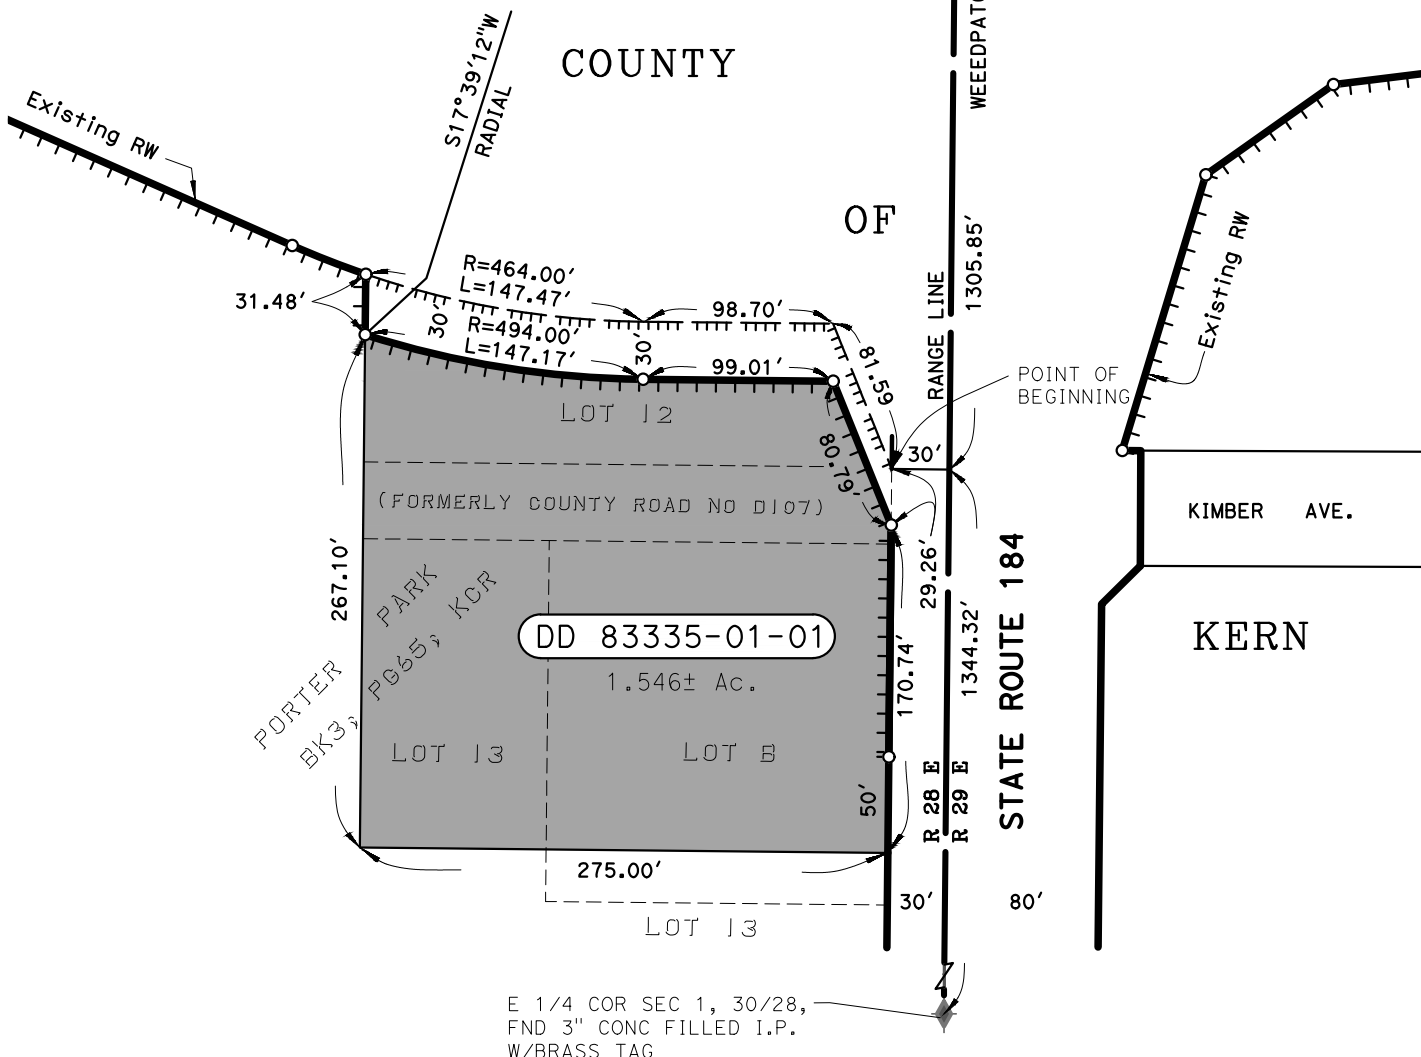 WEEEDPATC
COUNTY
S17°39'12"W
RADIAL
Existing RW
OF
1305.85'
Existing RW
R=464.00'
L=147.47'
31.48'
30'
98.70'
R=494.00'
L=147.17'
30'
99.01'
81.59
RANGE LINE
POINT OF
BEGINNING
LOT 12
80.79'
30'
(FORMERLY COUNTY ROAD NO D107)
KIMBER AVE.
267.10'
PARK
PORTER
BK3, PG65, KCR
29.26'
DD 83335-01-01
1.546± Ac.
170.74'
1344.32'
STATE ROUTE 184
KERN
LOT 13
LOT B
50'
R 28 E
R 29 E
275.00'
30'
80'
LOT 13
E 1/4 COR SEC 1, 30/28,
FND 3" CONC FILLED I.P.
W/BRASS TAG